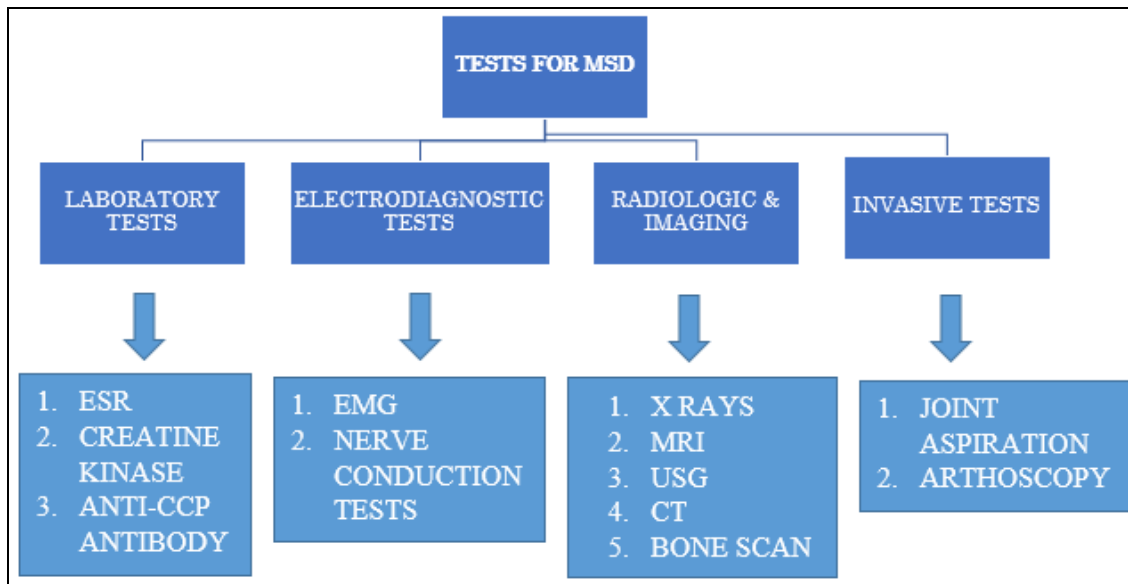 TESTS FOR MSD
LABORATORY
TESTS
ELECTRODIAGNOSTIC
TESTS
RADIOLOGIC &
IMAGING
INVASIVE TESTS
1. ESR
2. CREATINE
KINASE
3. ANTI-CCP
ANTIBODY
1. EMG
2. NERVE
CONDUCTION
TESTS
1. X RAYS
2. MRI
3. USG
4. CT
5. BONE SCAN
1. JOINT
ASPIRATION
2. ARTHOSCOPY